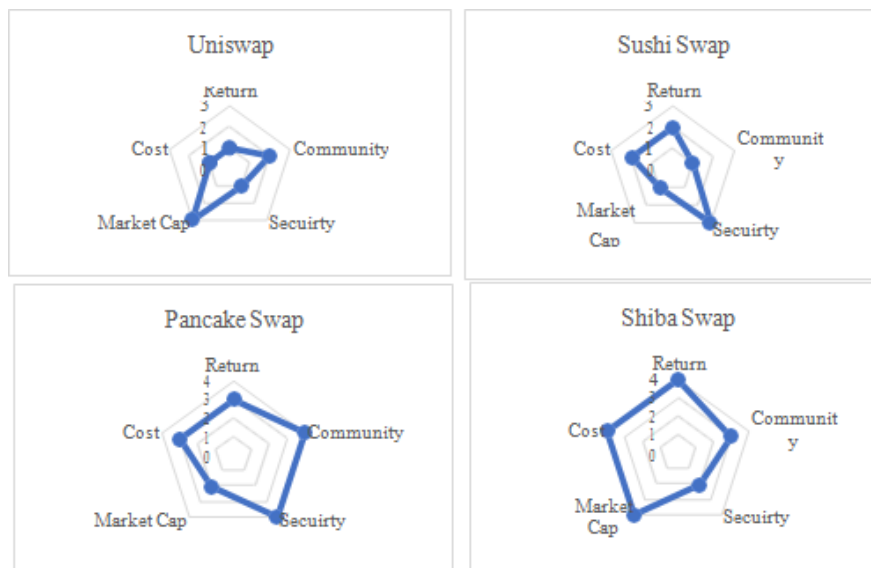 Uniswap
Return
3
2
1
0
Cost
Community
Market Cap
Secuirty
Sushi Swap
Return
3
2
1
0
Cost
Communit
y
Market
Cap
Secuirty
Pancake Swap
Return
4
3
2
1
0
Cost
Community
Market Cap
Secuirty
Shiba Swap
Return
4
3
2
1
0
Cost
Communit
y
Market
Cap
Secuirty